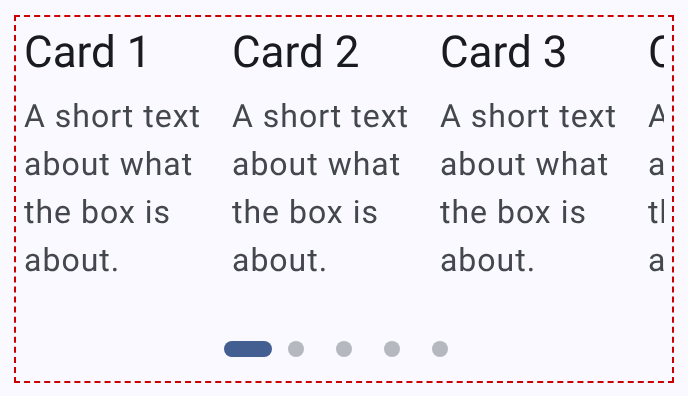 Card 1
A short text
about what
the box is
about.
Card 2
A short text
about what
the box is
about.
Card 3
A short text
about what
the box is
about.